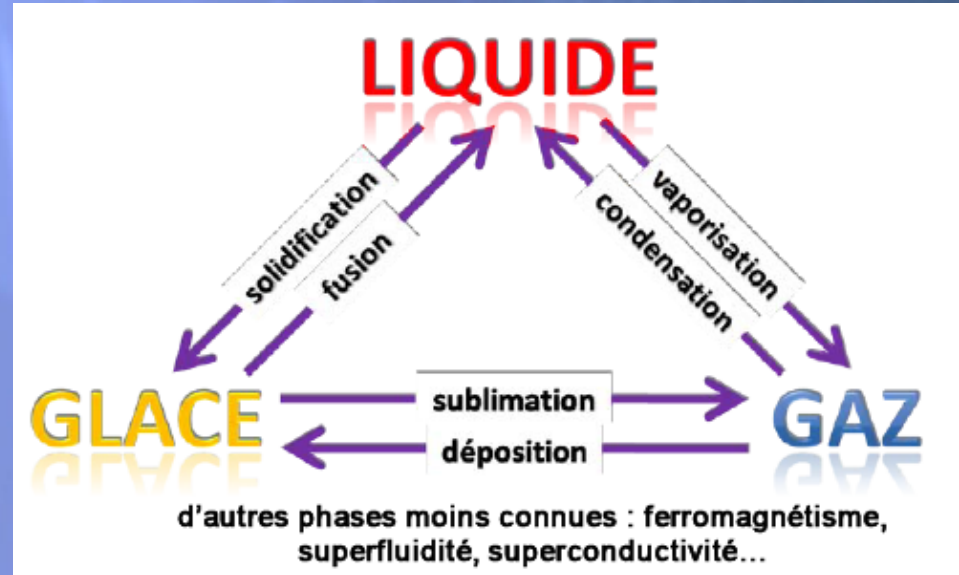 LIQUIDE
solidification
fusion
condensation
vaporisation
GLACE
sublimation
déposition
GAZ
d'autres phases moins connues : ferromagnétisme,
superfluidité, superconductivité...